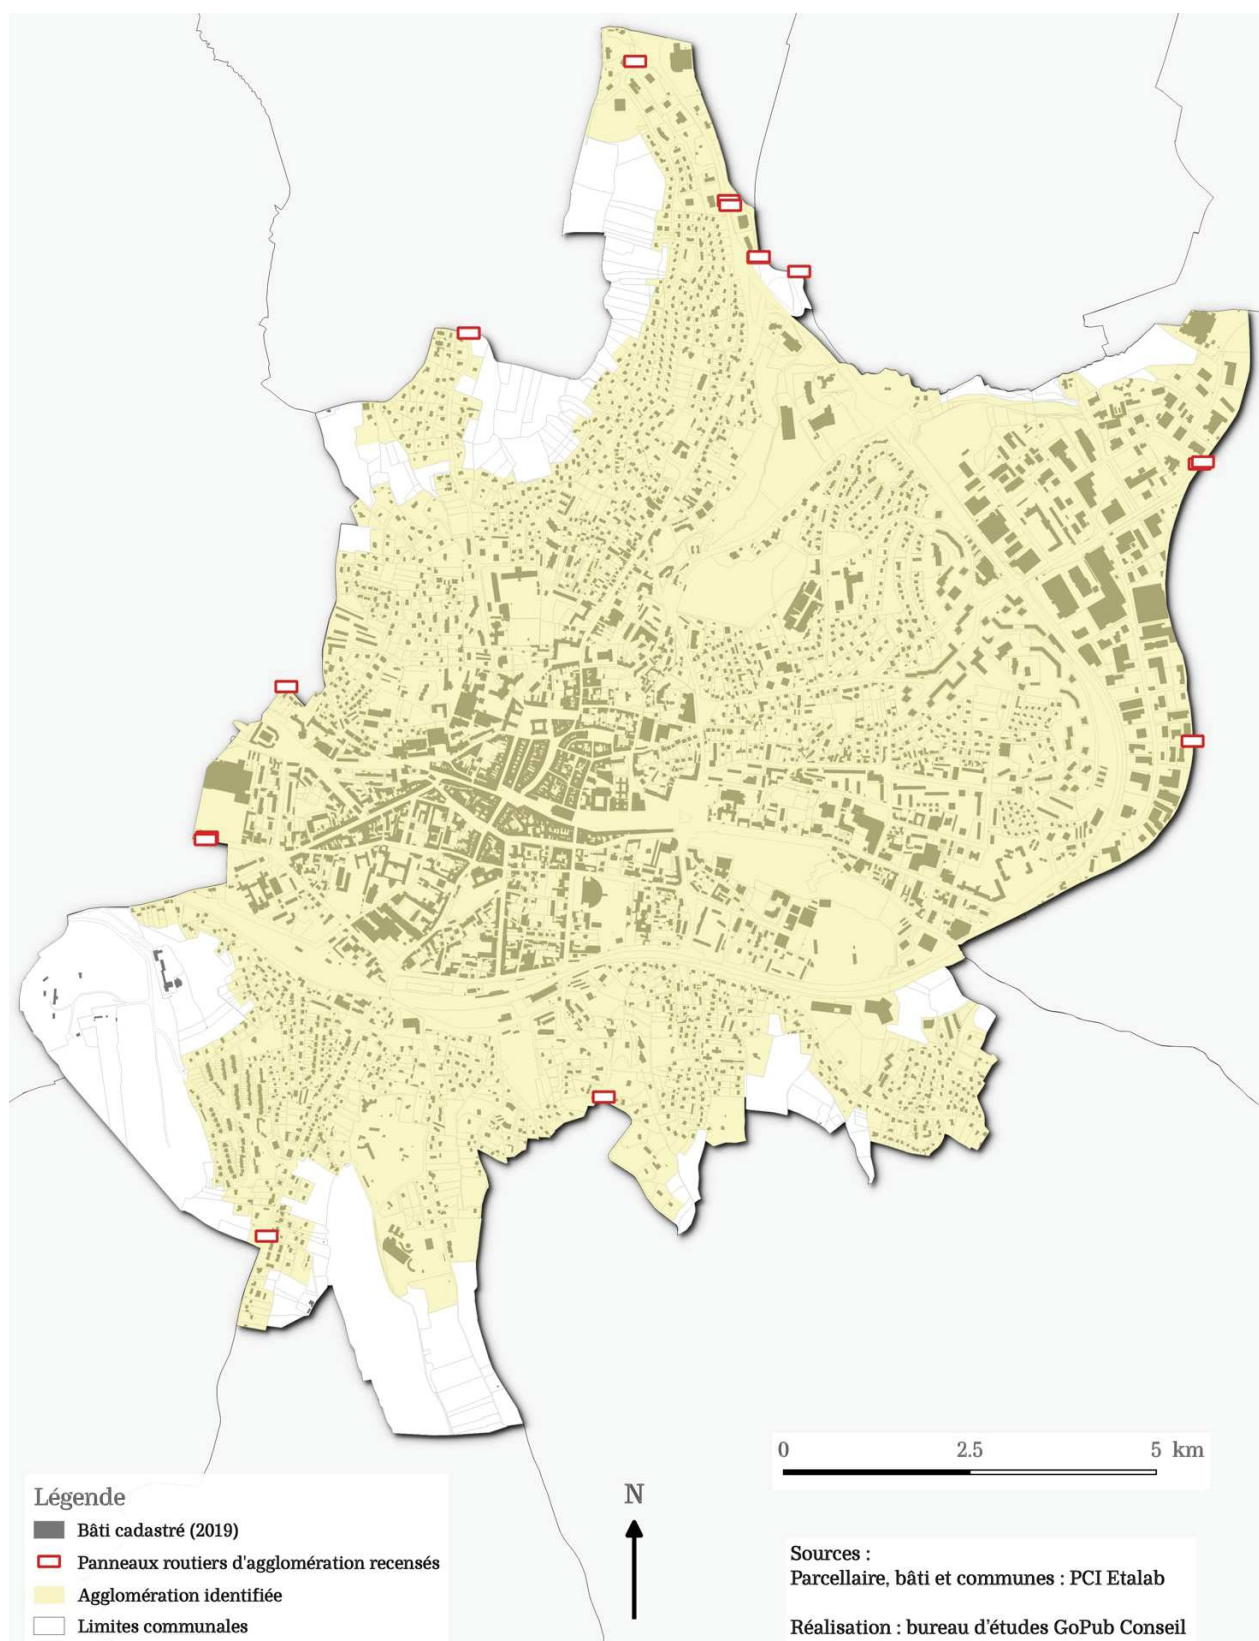 0 2.5 5 km
N
Légende
Bâti cadastré (2019)
Panneaux routiers d'agglomération recensés
Agglomération identifiée
Limites communales
Sources :
Parcellaire, bâti et communes : PCI Etalab
Réalisation : bureau d'études GoPub Conseil